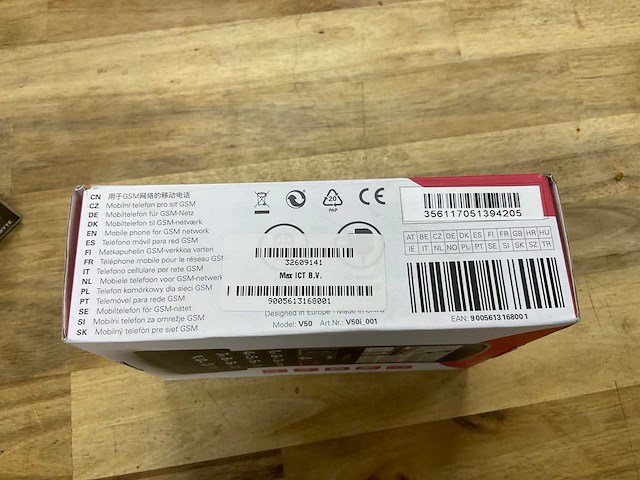 CN 用于GSM网络的移动电话
CZ Mobilní telefon pro sít GSM
DE Mobiltelefon für GSM-Netz
DK Mobiltelefon til GSM-netværk
EN Mobile phone for GSM network
ES Teléfono móvil para red GSM
FI Matkapuhelin GSM-verkkoa varten
FR Téléphone mobile pour le réseau GSM
IT Telefono cellulare per rete GSM
NL Mobiele telefoon voor GSM-netwerk
PL Telefon komórkowy dla sieci GSM
PT Telemóvel para rede GSM
SE Mobiltelefon för GSM-nätet
SI Mobilni telefon za omrežje GSM
SK Mobilný telefón pre sieť GSM
20
PAP
CE
32609141
Max ICT B.V.
9005613168001
Designed in Europe · Made in China
Model: V50 Art.Nr.: V50i_001
356117051394205
AT BE CZ DE DK ES FI FR GB HR HU
IE IT NL NO PL PT SE SI SK SZ TR
EAN: 9005613168001